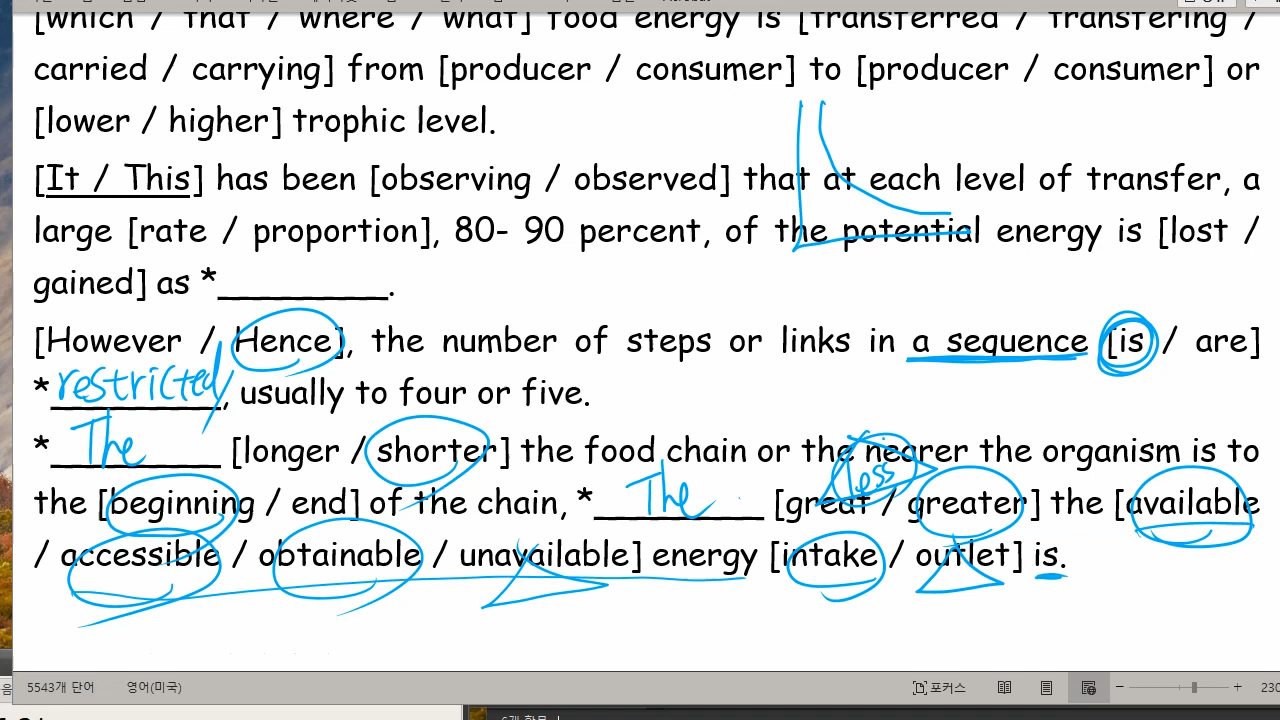 [which / that / where / what] food energy is [transferred / transfering /
carried / carrying] from [producer / consumer] to [producer / consumer] or
[lower / higher] trophic level.
[It / This] has been [observing / observed] that at each level of transfer, a
large [rate / proportion], 80- 90 percent, of the potential energy is [lost /
gained] as *__________.
[However / Hence], the number of steps or links in a sequence [is / are]
*restricted, usually to four or five.
*The [longer / shorter] the food chain or the nearer the organism is to
less
the [beginning / end] of the chain, *The [great / greater] the [available
/ accessible / obtainable / unavailable] energy [intake / outlet] is.
5543개 단어 영어(미국) 포커스 230